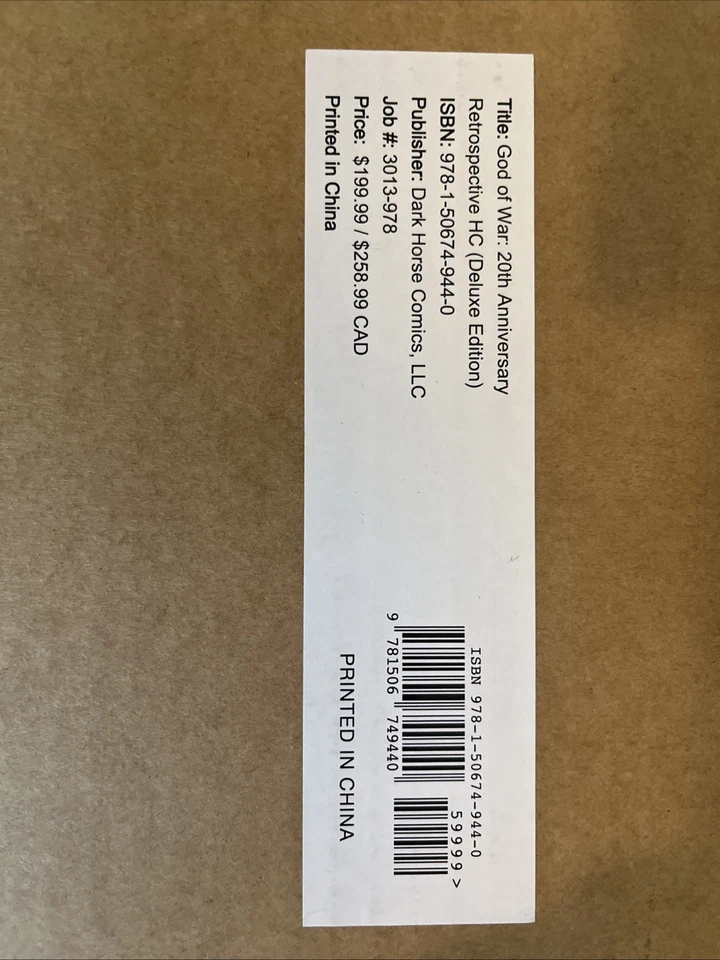 Title: God of War: 20th Anniversary
Retrospective HC (Deluxe Edition)
ISBN: 978-1-50674-944-0
Publisher: Dark Horse Comics, LLC
Job #: 3013-978
Price: $199.99 / $258.99 CAD
Printed in China
ISBN 978-1-50674-944-0
59999>
9 781506 749440
PRINTED IN CHINA